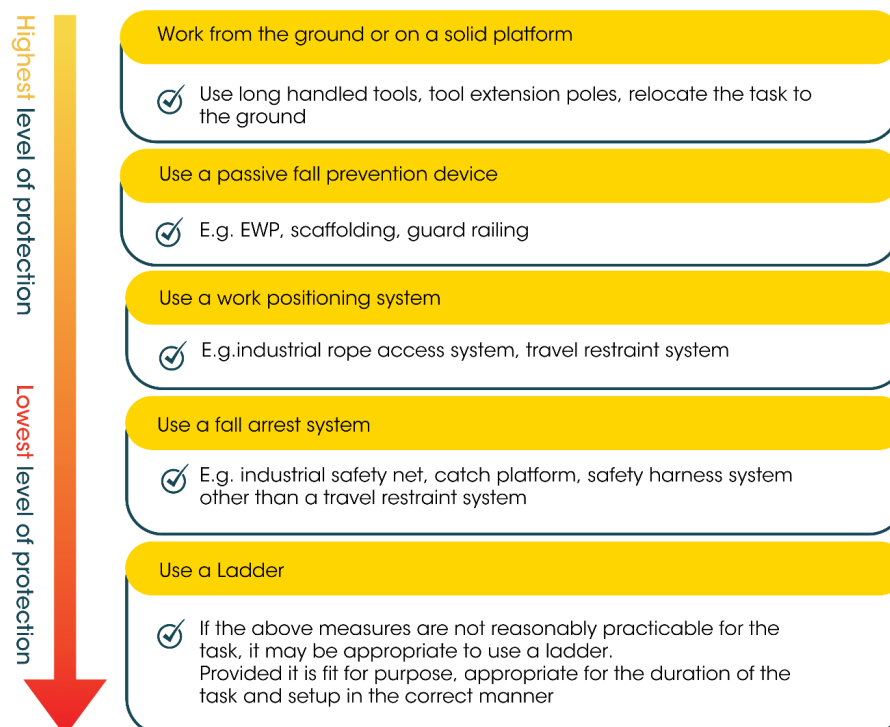 Highest level of protection
Lowest level of protection
Work from the ground or on a solid platform
Use long handled tools, tool extension poles, relocate the task to
the ground
Use a passive fall prevention device
E.g. EWP, scaffolding, guard railing
Use a work positioning system
E.g.industrial rope access system, travel restraint system
Use a fall arrest system
E.g. industrial safety net, catch platform, safety harness system
other than a travel restraint system
Use a Ladder
If the above measures are not reasonably practicable for the
task, it may be appropriate to use a ladder.
Provided it is fit for purpose, appropriate for the duration of the
task and setup in the correct manner